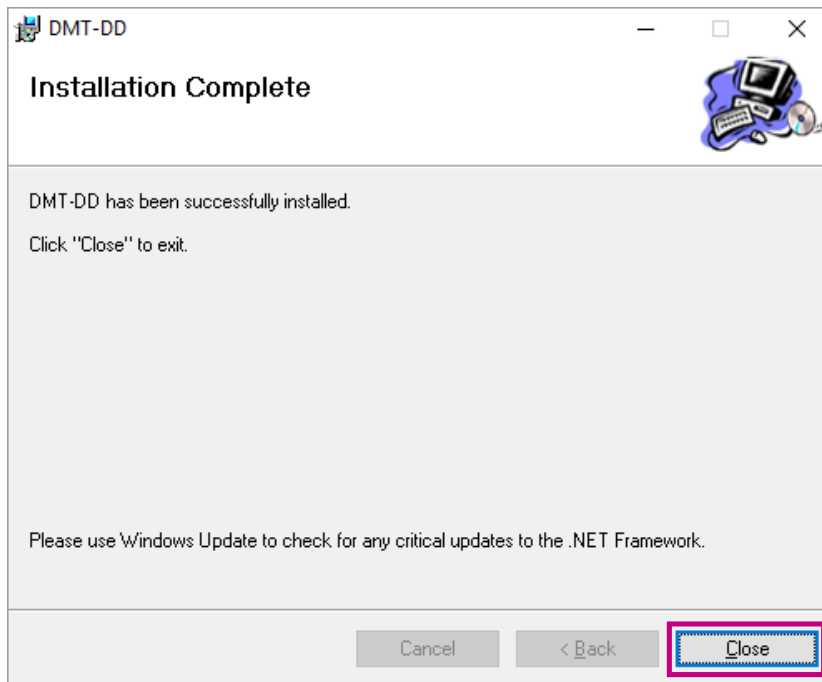 DMT-DD
Installation Complete
DMT-DD has been successfully installed.
Click "Close" to exit.
Please use Windows Update to check for any critical updates to the .NET Framework.
Cancel
< Back
Close